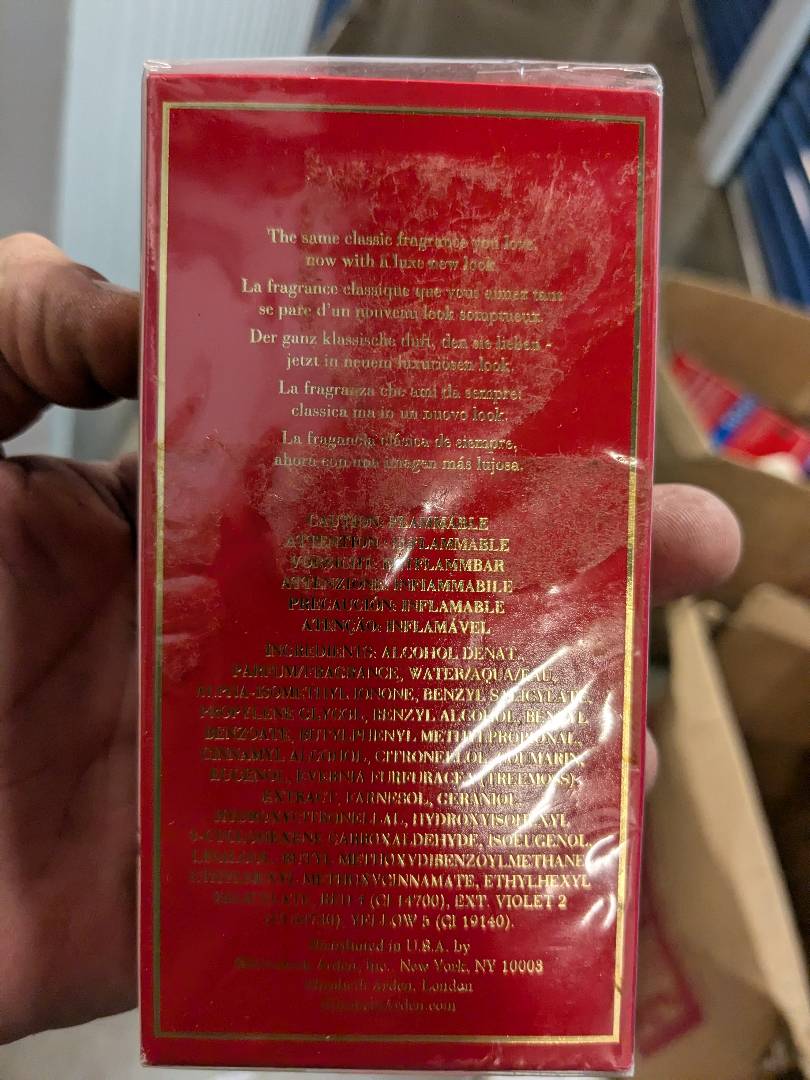 The same classic fragrance you love,
now with a luxe new look.
La fragrance classique que vous aimez tant
se pare d'un nouveau look somptueux.
Der ganz klassische duft, den sie lieben -
jetzt in neuem luxuriösen look.
La fragranza che ami da sempre:
classica ma in un nuovo look.
La fragancia clásica de siempre,
ahora con una imagen más lujosa.
CAUTION: FLAMMABLE
ATTENTION: INFLAMMABLE
VORSICHT: ENTFLAMMBAR
ATTENZIONE: INFIAMMABILE
PRECAUCIÓN: INFLAMABLE
ATENÇÃO: INFLAMÁVEL
INGREDIENTS: ALCOHOL DENAT.,
PARFUM/FRAGRANCE, WATER/AQUA/EAU,
ALPHA-ISOMETHYL IONONE, BENZYL SALICYLATE,
PROPYLENE GLYCOL, BENZYL ALCOHOL, BENZYL
BENZOATE, BUTYLPHENYL METHYLPROPIONAL,
CINNAMYL ALCOHOL, CITRONELLOL, COUMARIN,
EUGENOL, EVERNIA FURFURACEA (TREEMOSS)
EXTRACT, FARNESOL, GERANIOL,
HYDROXYCITRONELLAL, HYDROXYISOHEXYL
3-CYCLOHEXENE CARBOXALDEHYDE, ISOEUGENOL,
LINALOOL, BUTYL METHOXYDIBENZOYLMETHANE,
ETHYLHEXYL METHOXYCINNAMATE, ETHYLHEXYL
SALICYLATE, RED 4 (CI 14700), EXT. VIOLET 2
(CI 60730), YELLOW 5 (CI 19140).
Distributed in U.S.A. by
Elizabeth Arden, Inc. New York, NY 10003
Elizabeth Arden, London
elizabetharden.com